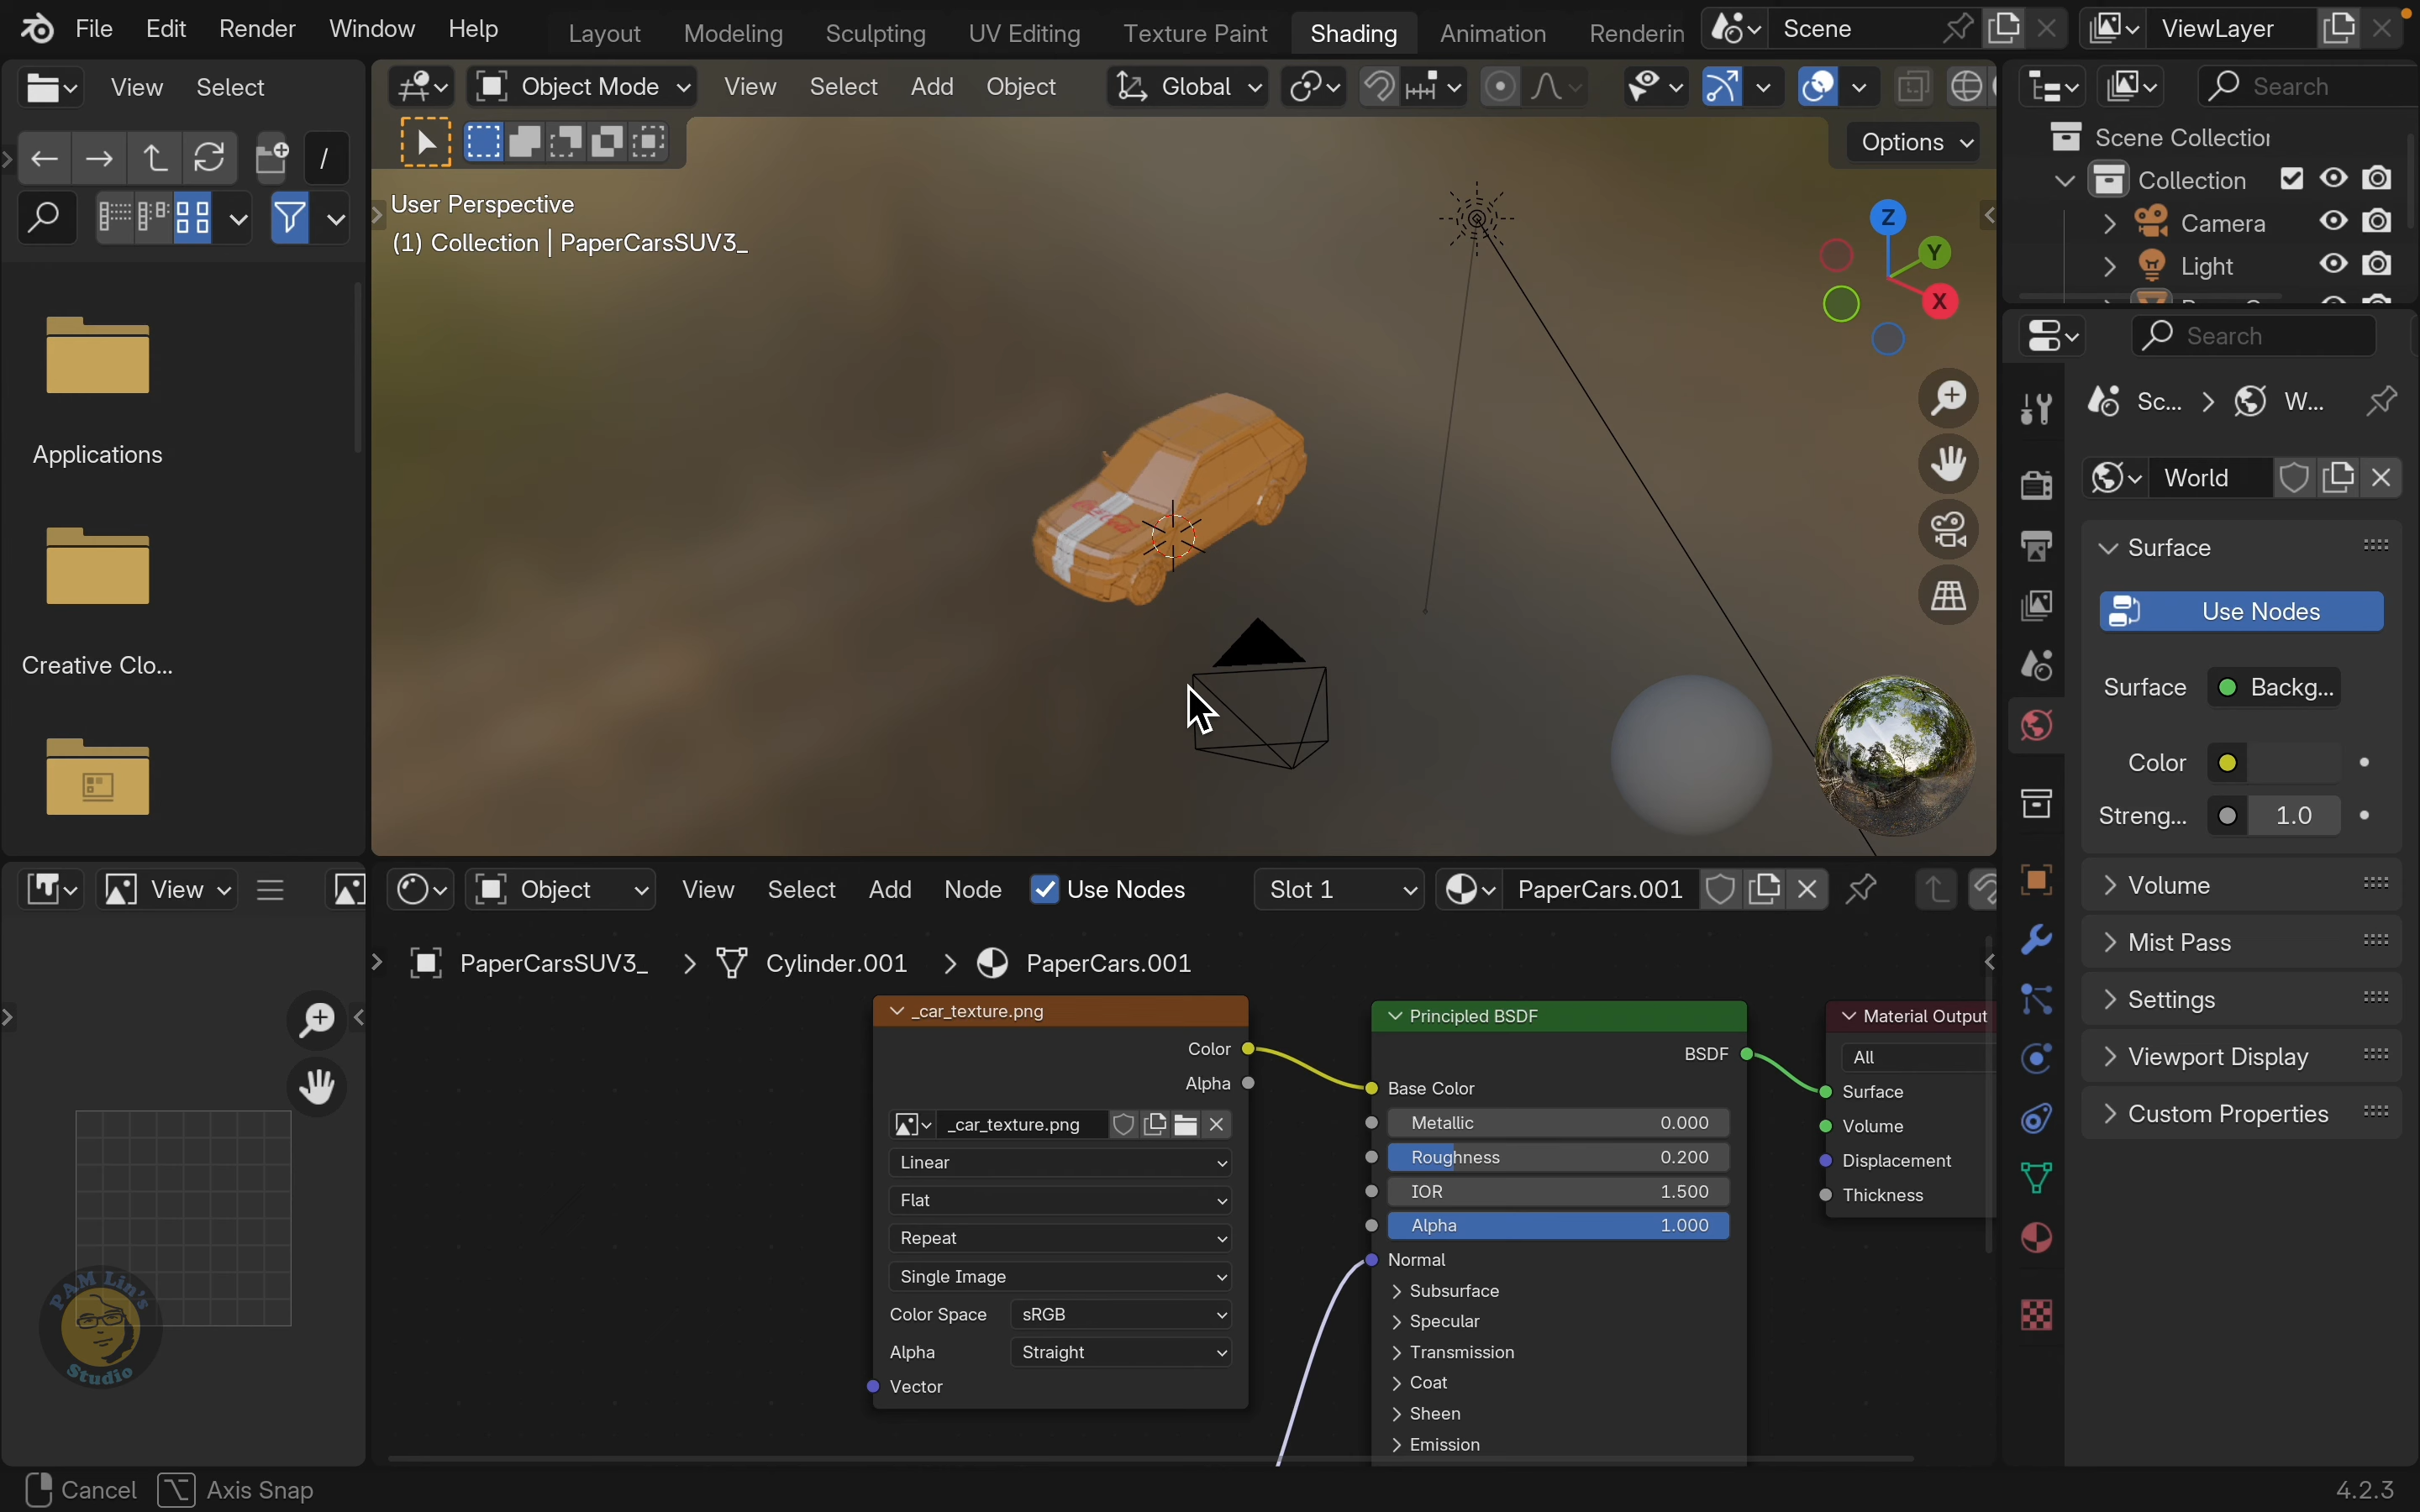 File Edit Render Window Help Layout Modeling Sculpting UV Editing Texture Paint Shading Animation Renderin Scene ViewLayer
View Select
Object Mode View Select Add Object Global
Search
Options
User Perspective
(1) Collection | PaperCarsSUV3_
Z
Y
X
/
Applications
Creative Clo...
Scene Collection
Collection
Camera
Light
Search
Sc... W...
World
Surface
Use Nodes
Surface Backg...
Color
Streng... 1.0
Volume
Mist Pass
Settings
Viewport Display
Custom Properties
View
Object View Select Add Node Use Nodes Slot 1 PaperCars.001
PaperCarsSUV3_ Cylinder.001 PaperCars.001
_car_texture.png
Color
Alpha
_car_texture.png
Linear
Flat
Repeat
Single Image
Color Space sRGB
Alpha Straight
Vector
Principled BSDF
BSDF
Base Color
Metallic 0.000
Roughness 0.200
IOR 1.500
Alpha 1.000
Normal
Subsurface
Specular
Transmission
Coat
Sheen
Emission
Material Output
All
Surface
Volume
Displacement
Thickness
PAM Lin's
Studio
Cancel Axis Snap
4.2.3